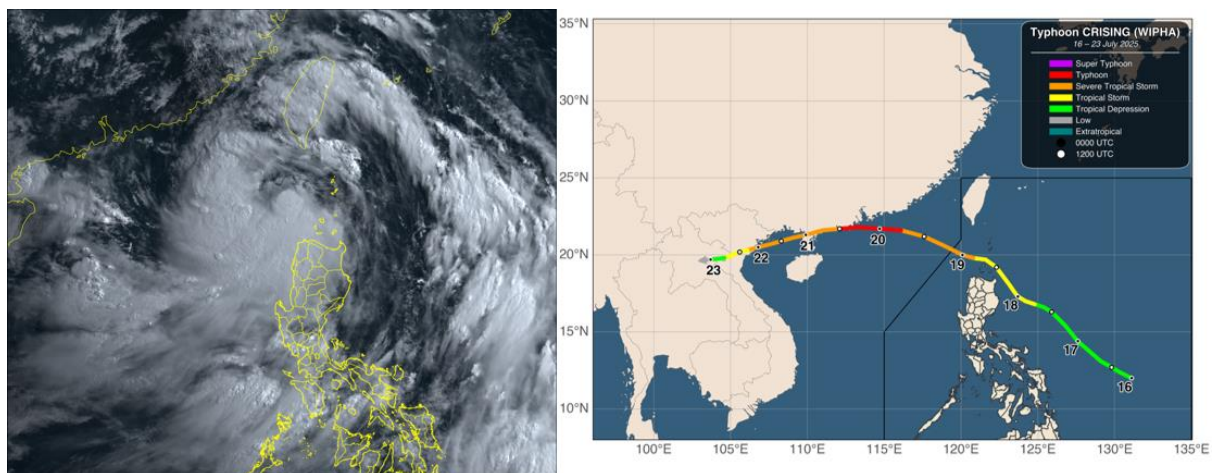 Typhoon CRISING (WIPHA)
16 – 23 July 2025
Super Typhoon
Typhoon
Severe Tropical Storm
Tropical Storm
Tropical Depression
Low
Extratropical
0000 UTC
1200 UTC
35°N
30°N
25°N
20°N
15°N
10°N
23
22
21
20
19
18
17
16
100°E
105°E
110°E
115°E
120°E
125°E
130°E
135°E